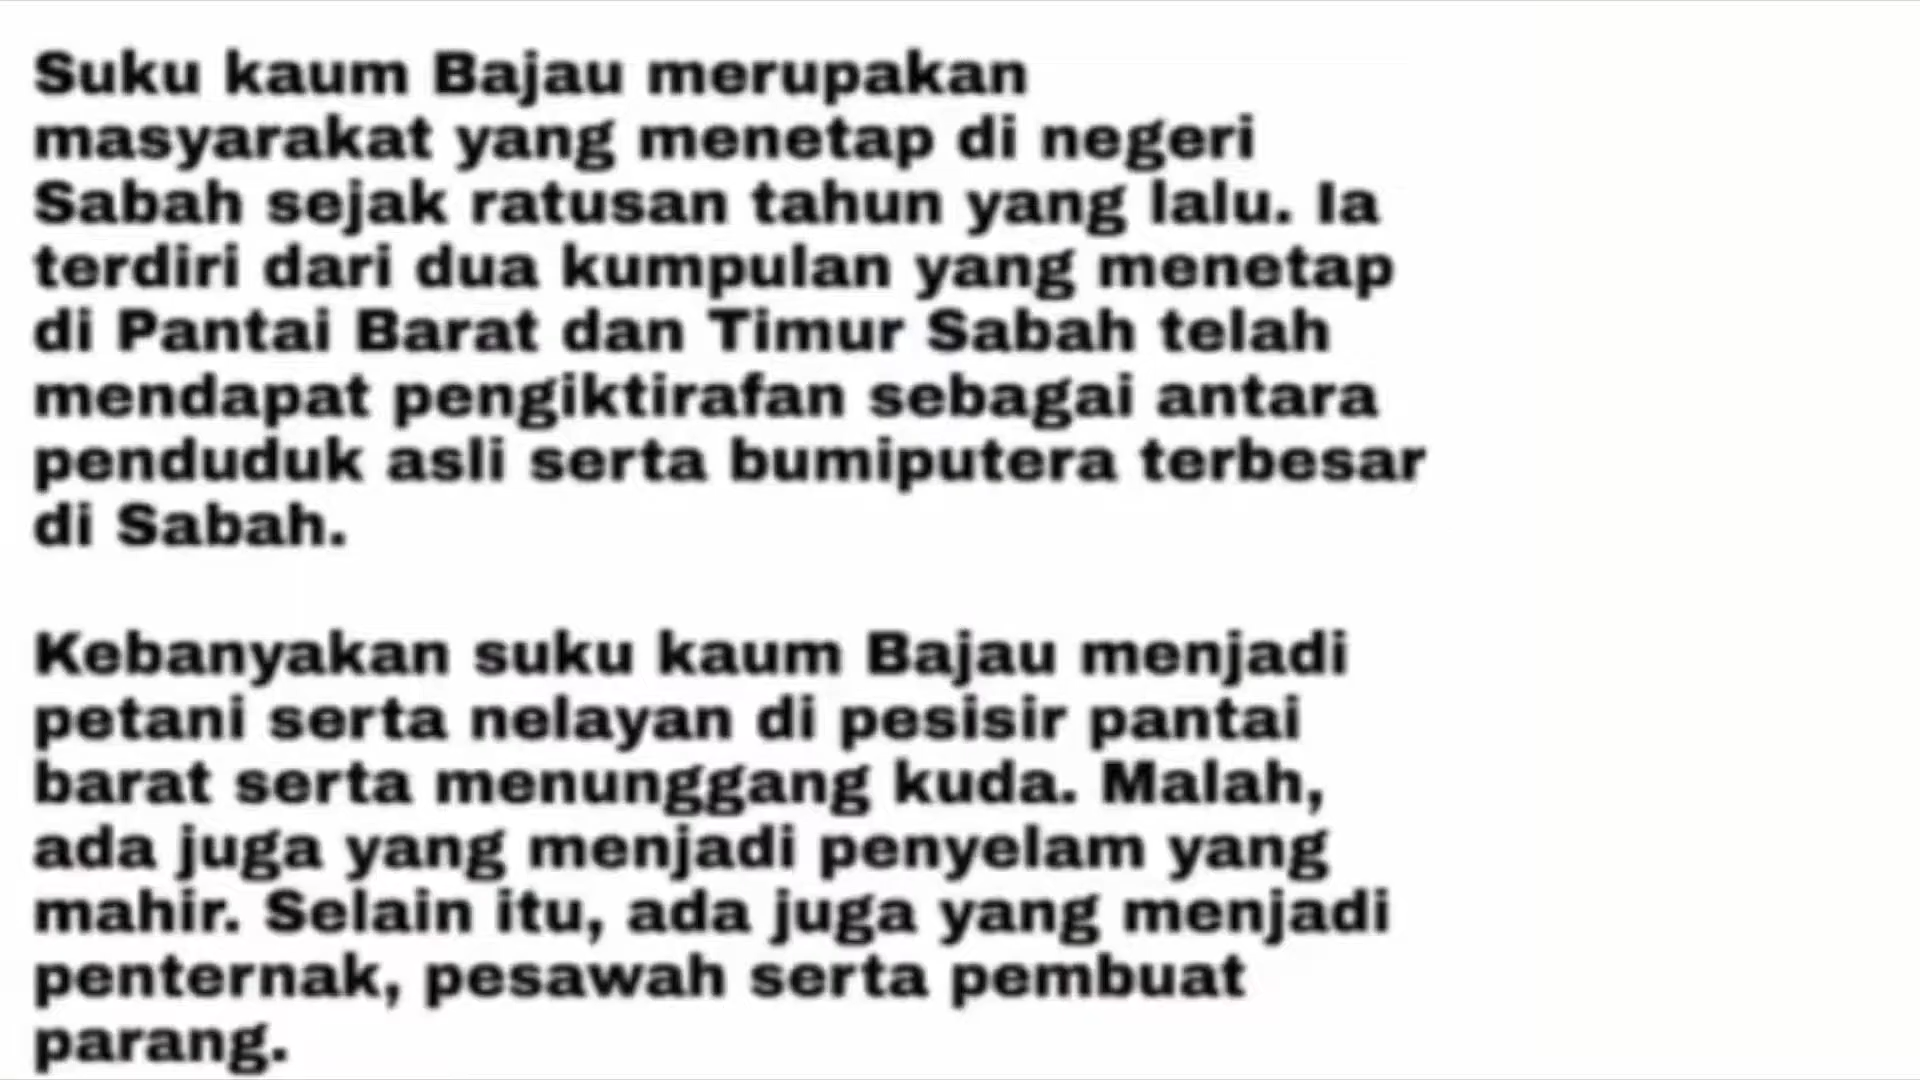 Suku kaum Bajau merupakan
masyarakat yang menetap di negeri
Sabah sejak ratusan tahun yang lalu. Ia
terdiri dari dua kumpulan yang menetap
di Pantai Barat dan Timur Sabah telah
mendapat pengiktirafan sebagai antara
penduduk asli serta bumiputera terbesar
di Sabah.
Kebanyakan suku kaum Bajau menjadi
petani serta nelayan di pesisir pantai
barat serta menunggang kuda. Malah,
ada juga yang menjadi penyelam yang
mahir. Selain itu, ada juga yang menjadi
penternak, pesawah serta pembuat
parang.